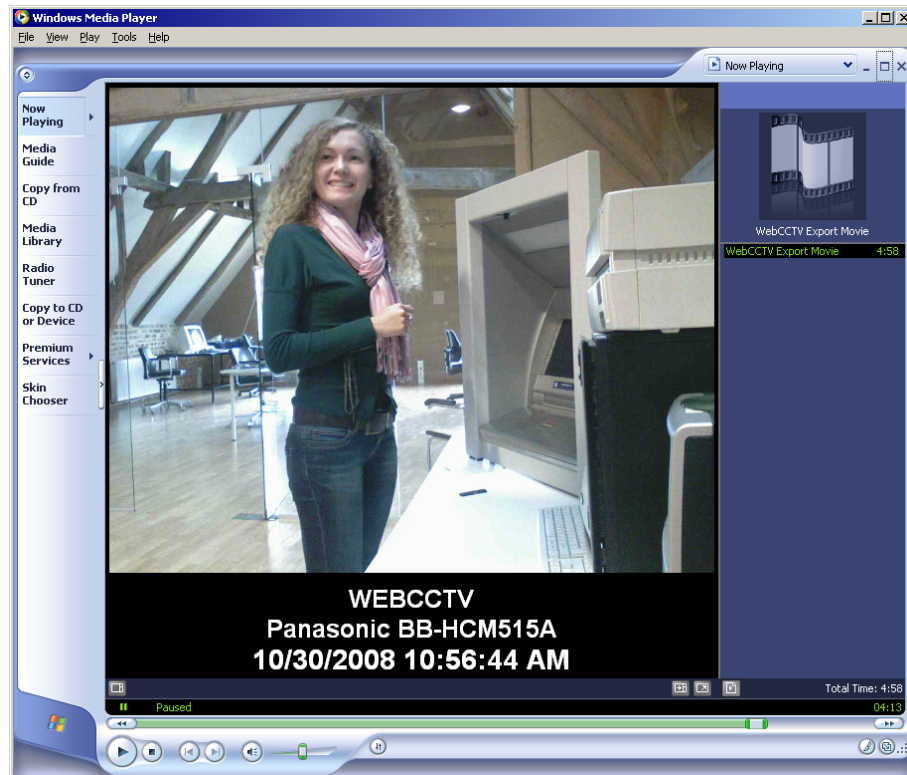 Windows Media Player
File View Play Tools Help
Now Playing
Now
Playing
Media
Guide
Copy from
CD
Media
Library
Radio
Tuner
Copy to CD
or Device
Premium
Services
Skin
Chooser
WebCCTV Export Movie
WebCCTV Export Movie 4:58
WEBCCTV
Panasonic BB-HCM515A
10/30/2008 10:56:44 AM
Total Time: 4:58
Paused 04:13